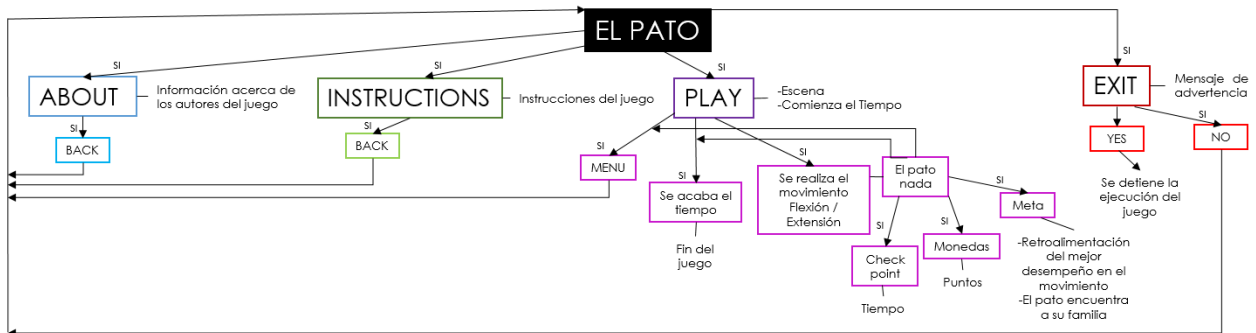 EL PATO
SI
SI
SI
SI
ABOUT
Información acerca de
los autores del juego
INSTRUCTIONS
Instrucciones del juego
PLAY
-Escena
-Comienza el Tiempo
EXIT
Mensaje de
advertencia
SI
BACK
SI
BACK
SI
MENU
SI
Se acaba el
tiempo
Fin del
juego
SI
Se realiza el
movimiento
Flexión /
Extensión
El pato
nada
SI
Check
point
Tiempo
SI
Monedas
Puntos
SI
Meta
-Retroalimentación
del mejor
desempeño en el
movimiento
-El pato encuentra
a su familia
SI
YES
Se detiene la
ejecución del
juego
SI
NO